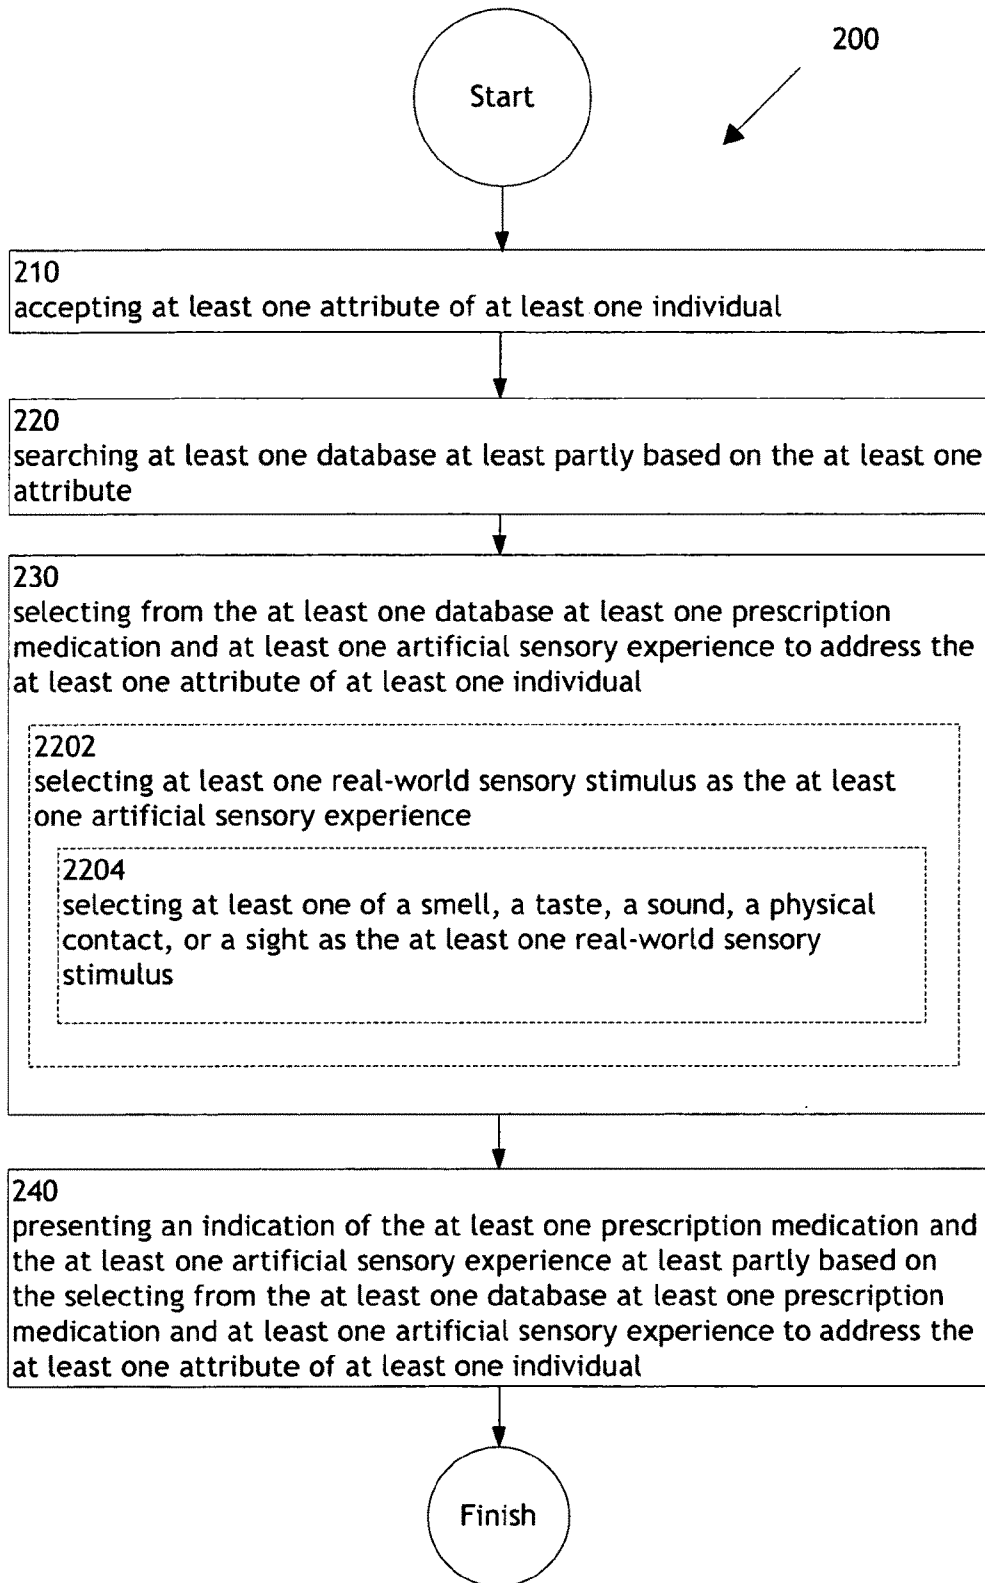 200
Start
210
accepting at least one attribute of at least one individual
220
searching at least one database at least partly based on the at least one
attribute
230
selecting from the at least one database at least one prescription
medication and at least one artificial sensory experience to address the
at least one attribute of at least one individual
2202
selecting at least one real-world sensory stimulus as the at least
one artificial sensory experience
2204
selecting at least one of a smell, a taste, a sound, a physical
contact, or a sight as the at least one real-world sensory
stimulus
240
presenting an indication of the at least one prescription medication and
the at least one artificial sensory experience at least partly based on
the selecting from the at least one database at least one prescription
medication and at least one artificial sensory experience to address the
at least one attribute of at least one individual
Finish